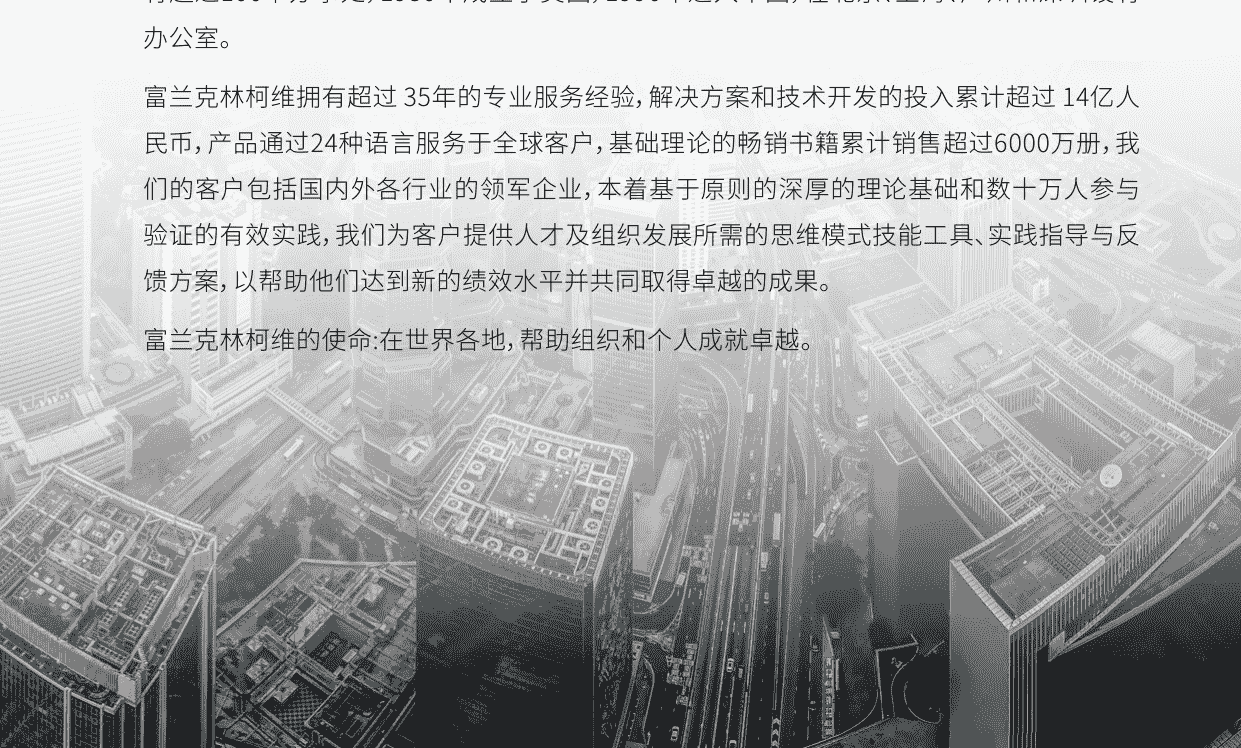 办公室。
富兰克林柯维拥有超过 35年的专业服务经验，解决方案和技术开发的投入累计超过 14亿人
民币，产品通过24种语言服务于全球客户，基础理论的畅销书籍累计销售超过6000万册，我
们的客户包括国内外各行业的领军企业，本着基于原则的深厚的理论基础和数十万人参与
验证的有效实践，我们为客户提供人才及组织发展所需的思维模式技能工具、实践指导与反
馈方案，以帮助他们达到新的绩效水平并共同取得卓越的成果。
富兰克林柯维的使命:在世界各地，帮助组织和个人成就卓越。